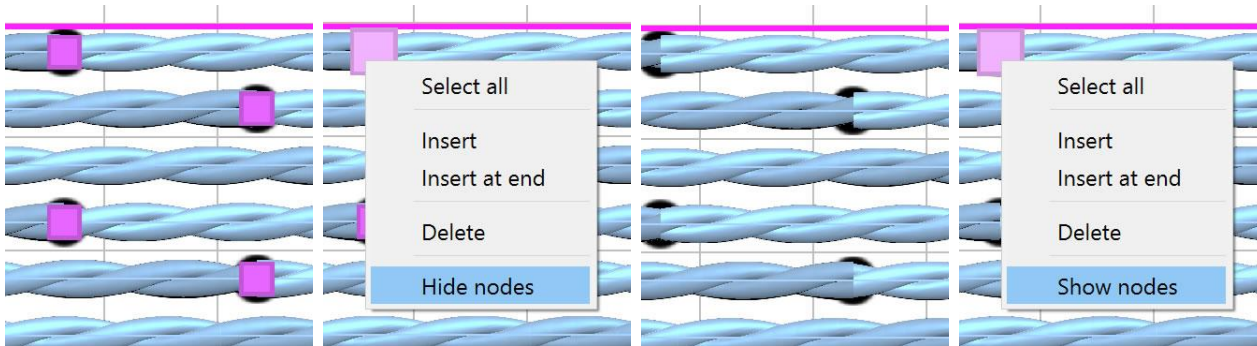 Select all
Insert
Insert at end
Delete
Hide nodes
Select all
Insert
Insert at end
Delete
Show nodes